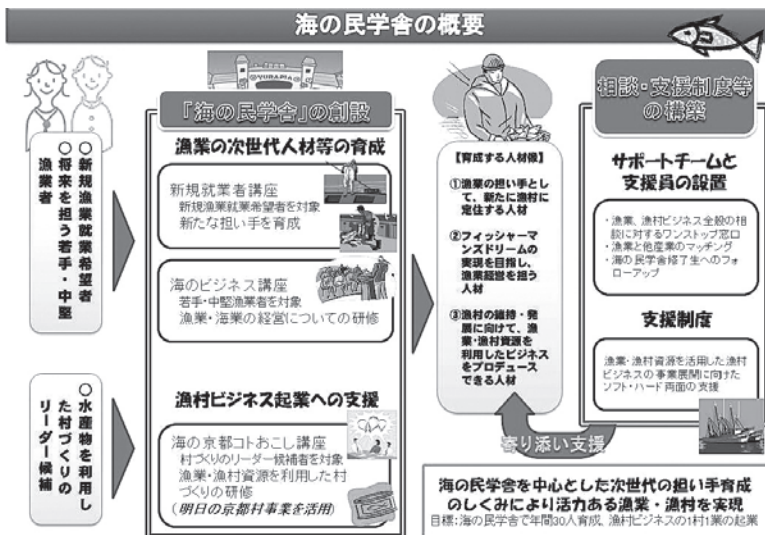 海の民学舎の概要
○新規漁業就業希望者
○将来を担う若手・中堅
漁業者
○水産物を利用し
た村づくりの
リーダー候補
YURAPIA
『海の民学舎』の創設
漁業の次世代人材等の育成
新規就業者講座
新規漁業就業希望者を対象
新たな担い手を育成
海のビジネス講座
若手・中堅漁業者を対象
漁業・海業の経営についての研修
漁村ビジネス起業への支援
海の京都コトおこし講座
村づくりのリーダー候補者を対象
漁業・漁村資源を利用した村
づくりの研修
(明日の京都村事業を活用)
【育成する人材像】
①漁業の担い手とし
て、新たに漁村に
定住する人材
②フィッシャーマ
ンズドリームの
実現を目指し、
漁業経営を担う
人材
③漁村の維持・発
展に向けて、漁
業・漁村資源を
利用したビジネス
をプロデュース
できる人材
相談・支援制度等
の構築
サポートチームと
支援員の設置
・漁業、漁村ビジネス全般の相
談に対するワンストップ窓口
・漁業と他産業のマッチング
・海の民学舎修了生へのフォ
ローアップ
支援制度
漁業・漁村資源を活用した漁村
ビジネスの事業展開に向けた
ソフト・ハード両面の支援
寄り添い支援
海の民学舎を中心とした次世代の担い手育成
のしくみにより活力ある漁業・漁村を実現
目標：海の民学舎で年間30人育成、漁村ビジネスの1村1業の起業